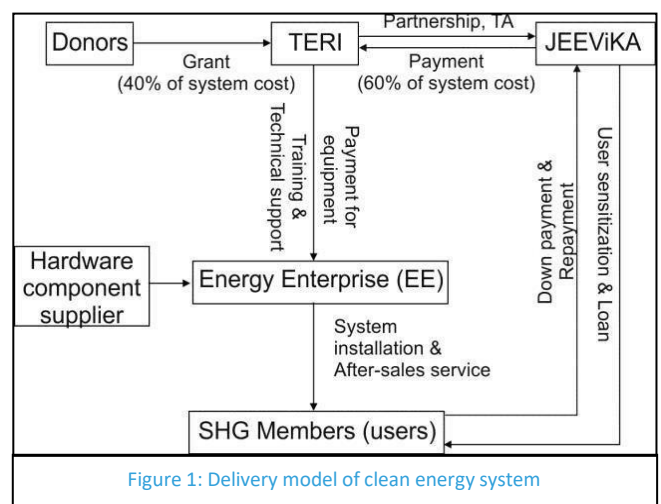 Donors
TERI
JEEViKA
Partnership, TA
Grant
(40% of system cost)
Payment
(60% of system cost)
Training &
Technical support
Payment for
equipment
Down payment &
Repayment
User sensitization & Loan
Hardware
component
supplier
Energy Enterprise (EE)
System
installation &
After-sales service
SHG Members (users)
Figure 1: Delivery model of clean energy system